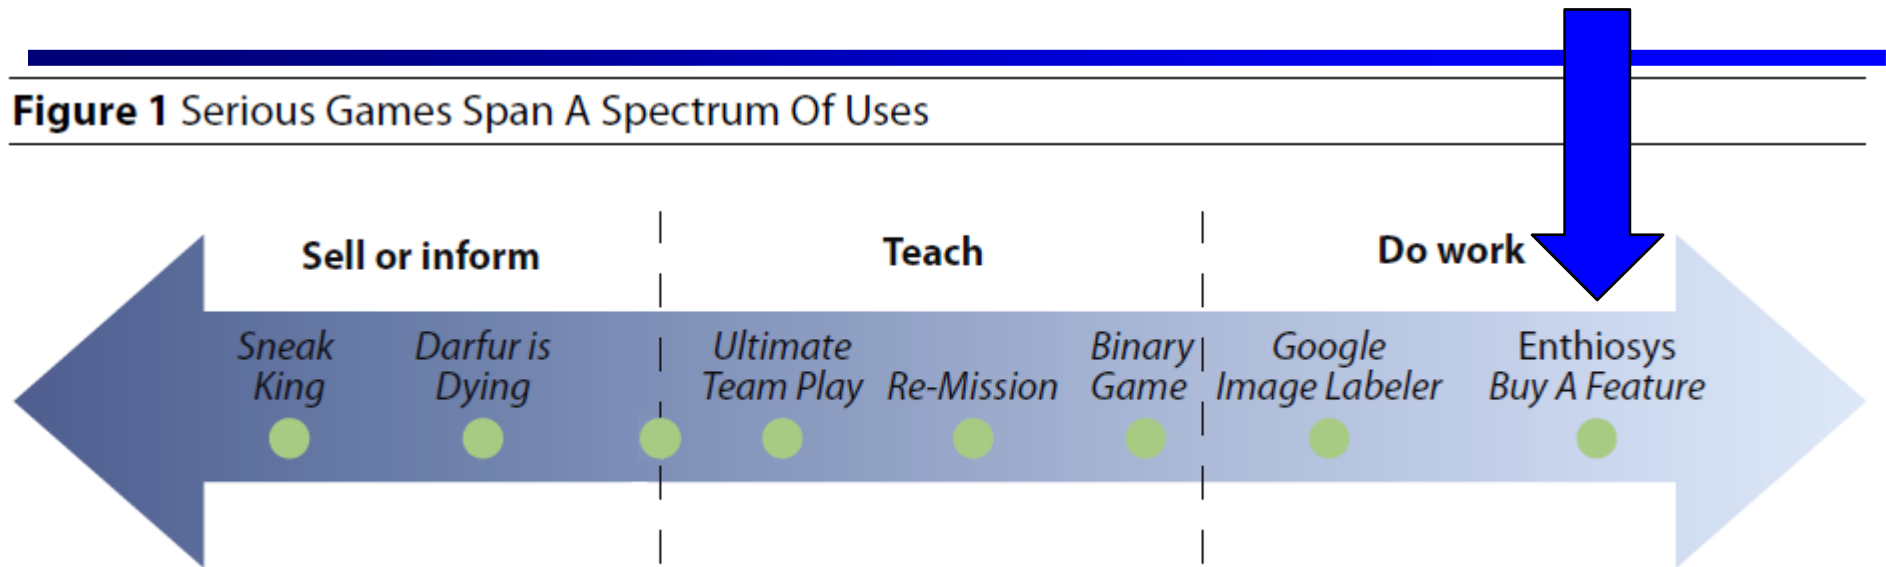 Figure 1 Serious Games Span A Spectrum Of Uses
Sell or inform
Teach
Do work
Sneak
King
Darfur is
Dying
Ultimate
Team Play
Re-Mission
Binary
Game
Google
Image Labeler
Enthiosys
Buy A Feature